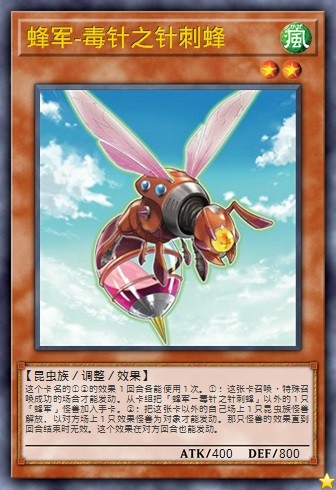 蜂军-毒针之针刺蜂
風
【昆虫族／调整／效果】
这个卡名的①②的效果1回合各能使用1次。①：这张卡召唤·特殊召
唤成功的场合才能发动。从卡组把「蜂军-毒针之针刺蜂」以外的1只
「蜂军」怪兽加入手卡。②：把这张卡以外的自己场上1只昆虫族怪兽
解放，以对方场上1只效果怪兽为对象才能发动。那只怪兽的效果直到
回合结束时无效。这个效果在对方回合也能发动。
ATK/400 DEF/800